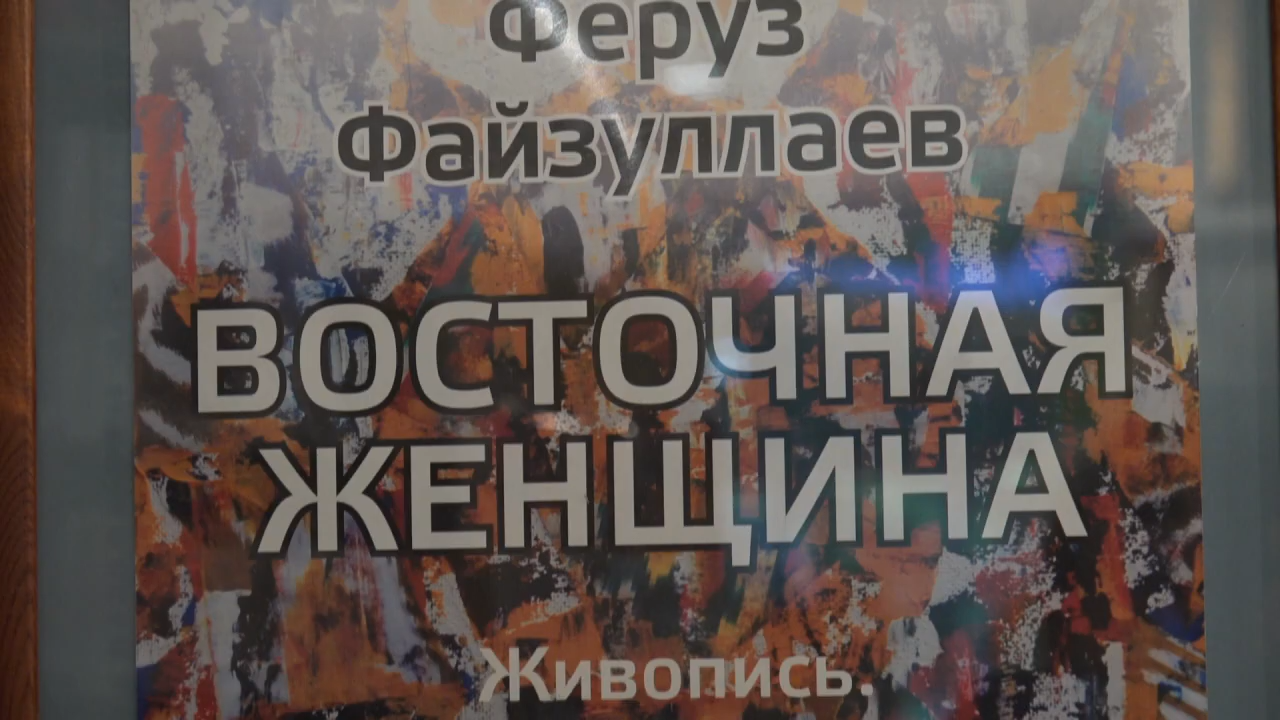 Феруз
Файзуллаев
ВОСТОЧНАЯ
ЖЕНЩИНА
Живопись.